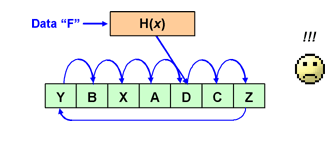 Data “F” H(x)
!!!
Y B X A D C Z